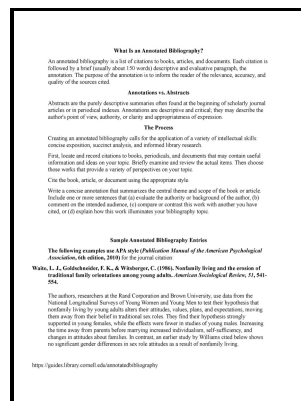 What Is an Annotated Bibliography?
An annotated bibliography is a list of citations to books, articles, and documents. Each citation is
followed by a brief (usually about 150 words) descriptive and evaluative paragraph, the
annotation. The purpose of the annotation is to inform the reader of the relevance, accuracy, and
quality of the sources cited.
Annotations vs. Abstracts
Abstracts are the purely descriptive summaries often found at the beginning of scholarly journal
articles or in periodical indexes. Annotations are descriptive and critical; they may describe the
author's point of view, authority, or clarity and appropriateness of expression.
The Process
Creating an annotated bibliography calls for the application of a variety of intellectual skills:
concise exposition, succinct analysis, and informed library research.
First, locate and record citations to books, periodicals, and documents that may contain useful
information and ideas on your topic. Briefly examine and review the actual items. Then choose
those works that provide a variety of perspectives on your topic.
Cite the book, article, or document using the appropriate style.
Write a concise annotation that summarizes the central theme and scope of the book or article.
Include one or more sentences that (a) evaluate the authority or background of the author, (b)
comment on the intended audience, (c) compare or contrast this work with another you have
cited, or (d) explain how this work illuminates your bibliography topic.
Sample Annotated Bibliography Entries
The following examples use APA style (Publication Manual of the American Psychological
Association, 6th edition, 2010) for the journal citation:
Waite, L. J., Goldschneider, F. K., & Witsberger, C. (1986). Nonfamily living and the erosion of
traditional family orientations among young adults. American Sociological Review, 51, 541-
554.
The authors, researchers at the Rand Corporation and Brown University, use data from the
National Longitudinal Surveys of Young Women and Young Men to test their hypothesis that
nonfamily living by young adults alters their attitudes, values, plans, and expectations, moving
them away from their belief in traditional sex roles. They find their hypothesis strongly
supported in young females, while the effects were fewer in studies of young males. Increasing
the time away from parents before marrying increased individualism, self-sufficiency, and
changes in attitudes about families. In contrast, an earlier study by Williams cited below shows
no significant gender differences in sex role attitudes as a result of nonfamily living.
https://guides.library.cornell.edu/annotatedbibliography